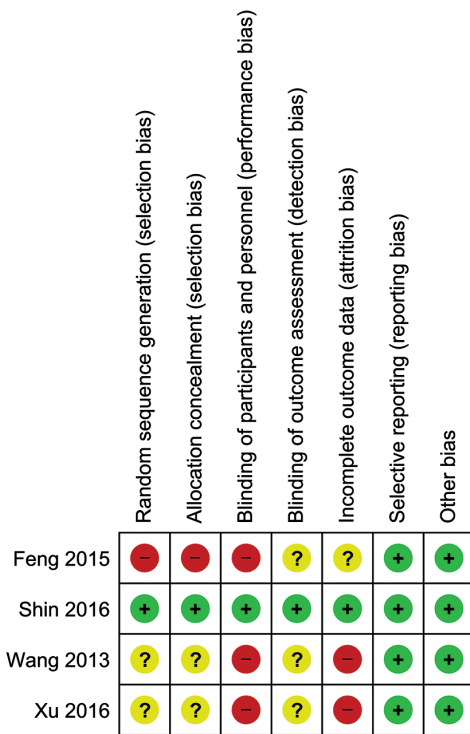 Random sequence generation (selection bias)
Allocation concealment (selection bias)
Blinding of participants and personnel (performance bias)
Blinding of outcome assessment (detection bias)
Incomplete outcome data (attrition bias)
Selective reporting (reporting bias)
Other bias
Feng 2015 − − − ? ? + +
Shin 2016 + + + + + + +
Wang 2013 ? ? − ? − + +
Xu 2016 ? ? − ? − + +